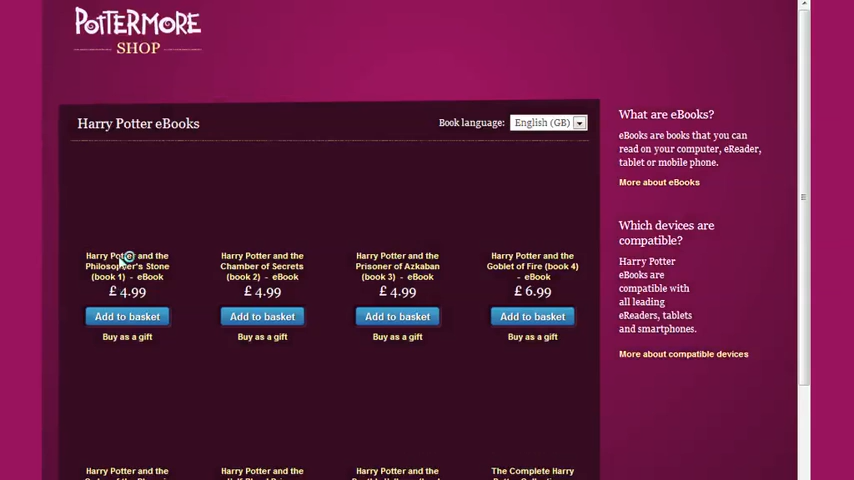 POTTERMORE
SHOP
Harry Potter eBooks
Book language: English (GB)
Harry Potter and the
Philosopher's Stone
(book 1) - eBook
£ 4.99
Add to basket
Buy as a gift
Harry Potter and the
Chamber of Secrets
(book 2) - eBook
£ 4.99
Add to basket
Buy as a gift
Harry Potter and the
Prisoner of Azkaban
(book 3) - eBook
£ 4.99
Add to basket
Buy as a gift
Harry Potter and the
Goblet of Fire (book 4)
- eBook
£ 6.99
Add to basket
Buy as a gift
Harry Potter and the
Harry Potter and the
Harry Potter and the
The Complete Harry
What are eBooks?
eBooks are books that you can
read on your computer, eReader,
tablet or mobile phone.
More about eBooks
Which devices are
compatible?
Harry Potter
eBooks are
compatible with
all leading
eReaders, tablets
and smartphones.
More about compatible devices